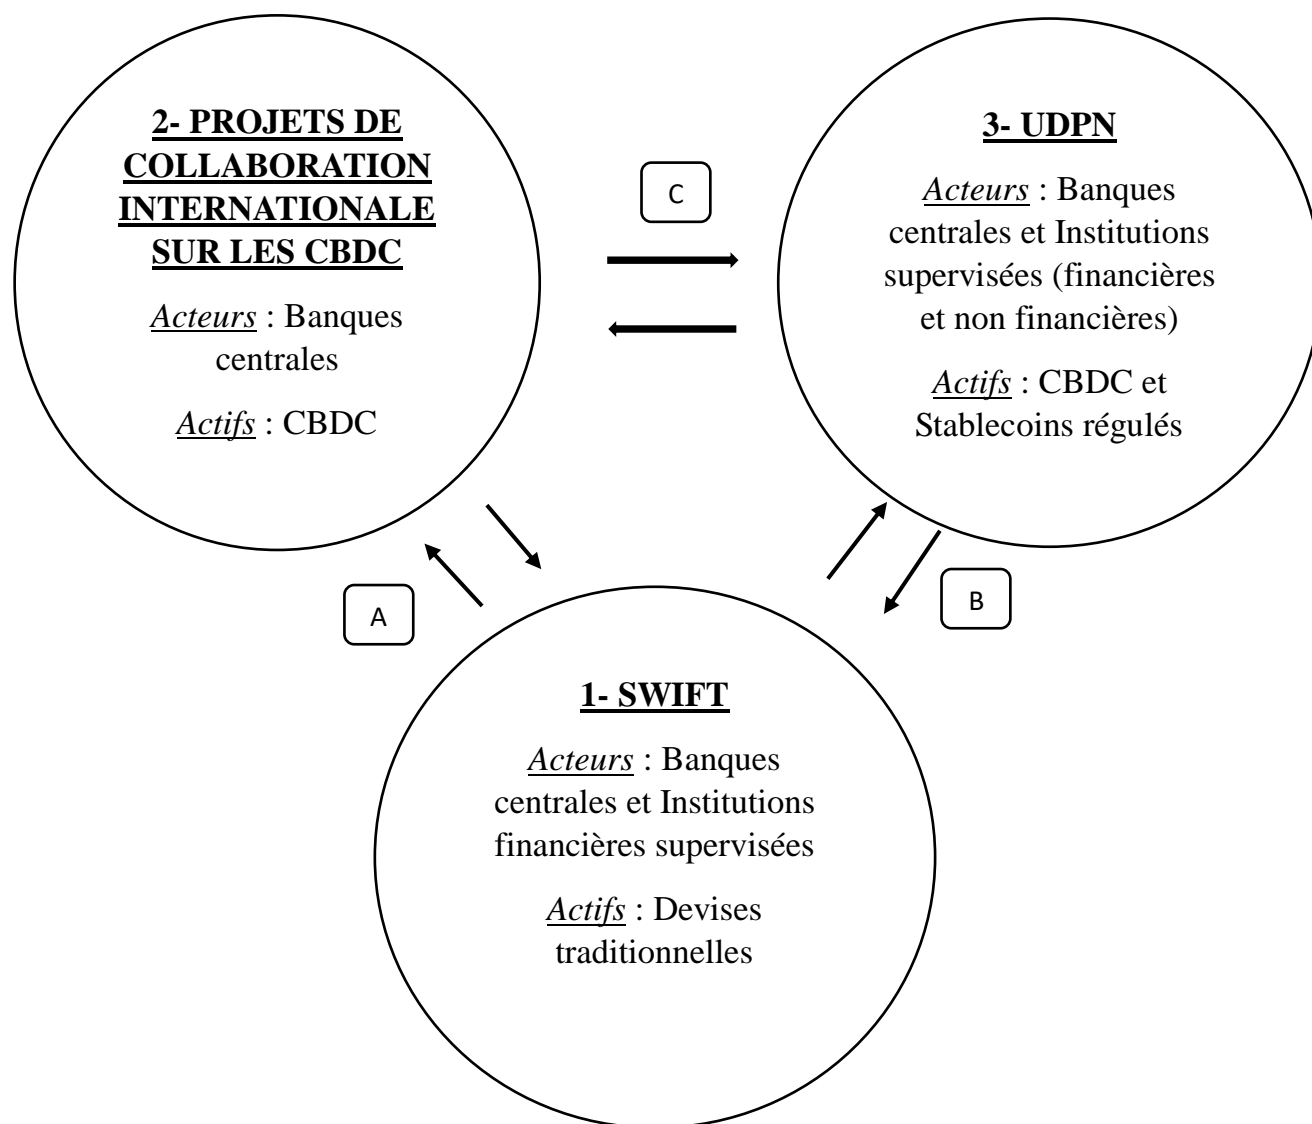 2- PROJETS DE
COLLABORATION
INTERNATIONALE
SUR LES CBDC
Acteurs : Banques
centrales
Actifs : CBDC
C
3- UDPN
Acteurs : Banques
centrales et Institutions
supervisées (financières
et non financières)
Actifs : CBDC et
Stablecoins régulés
A
B
1- SWIFT
Acteurs : Banques
centrales et Institutions
financières supervisées
Actifs : Devises
traditionnelles